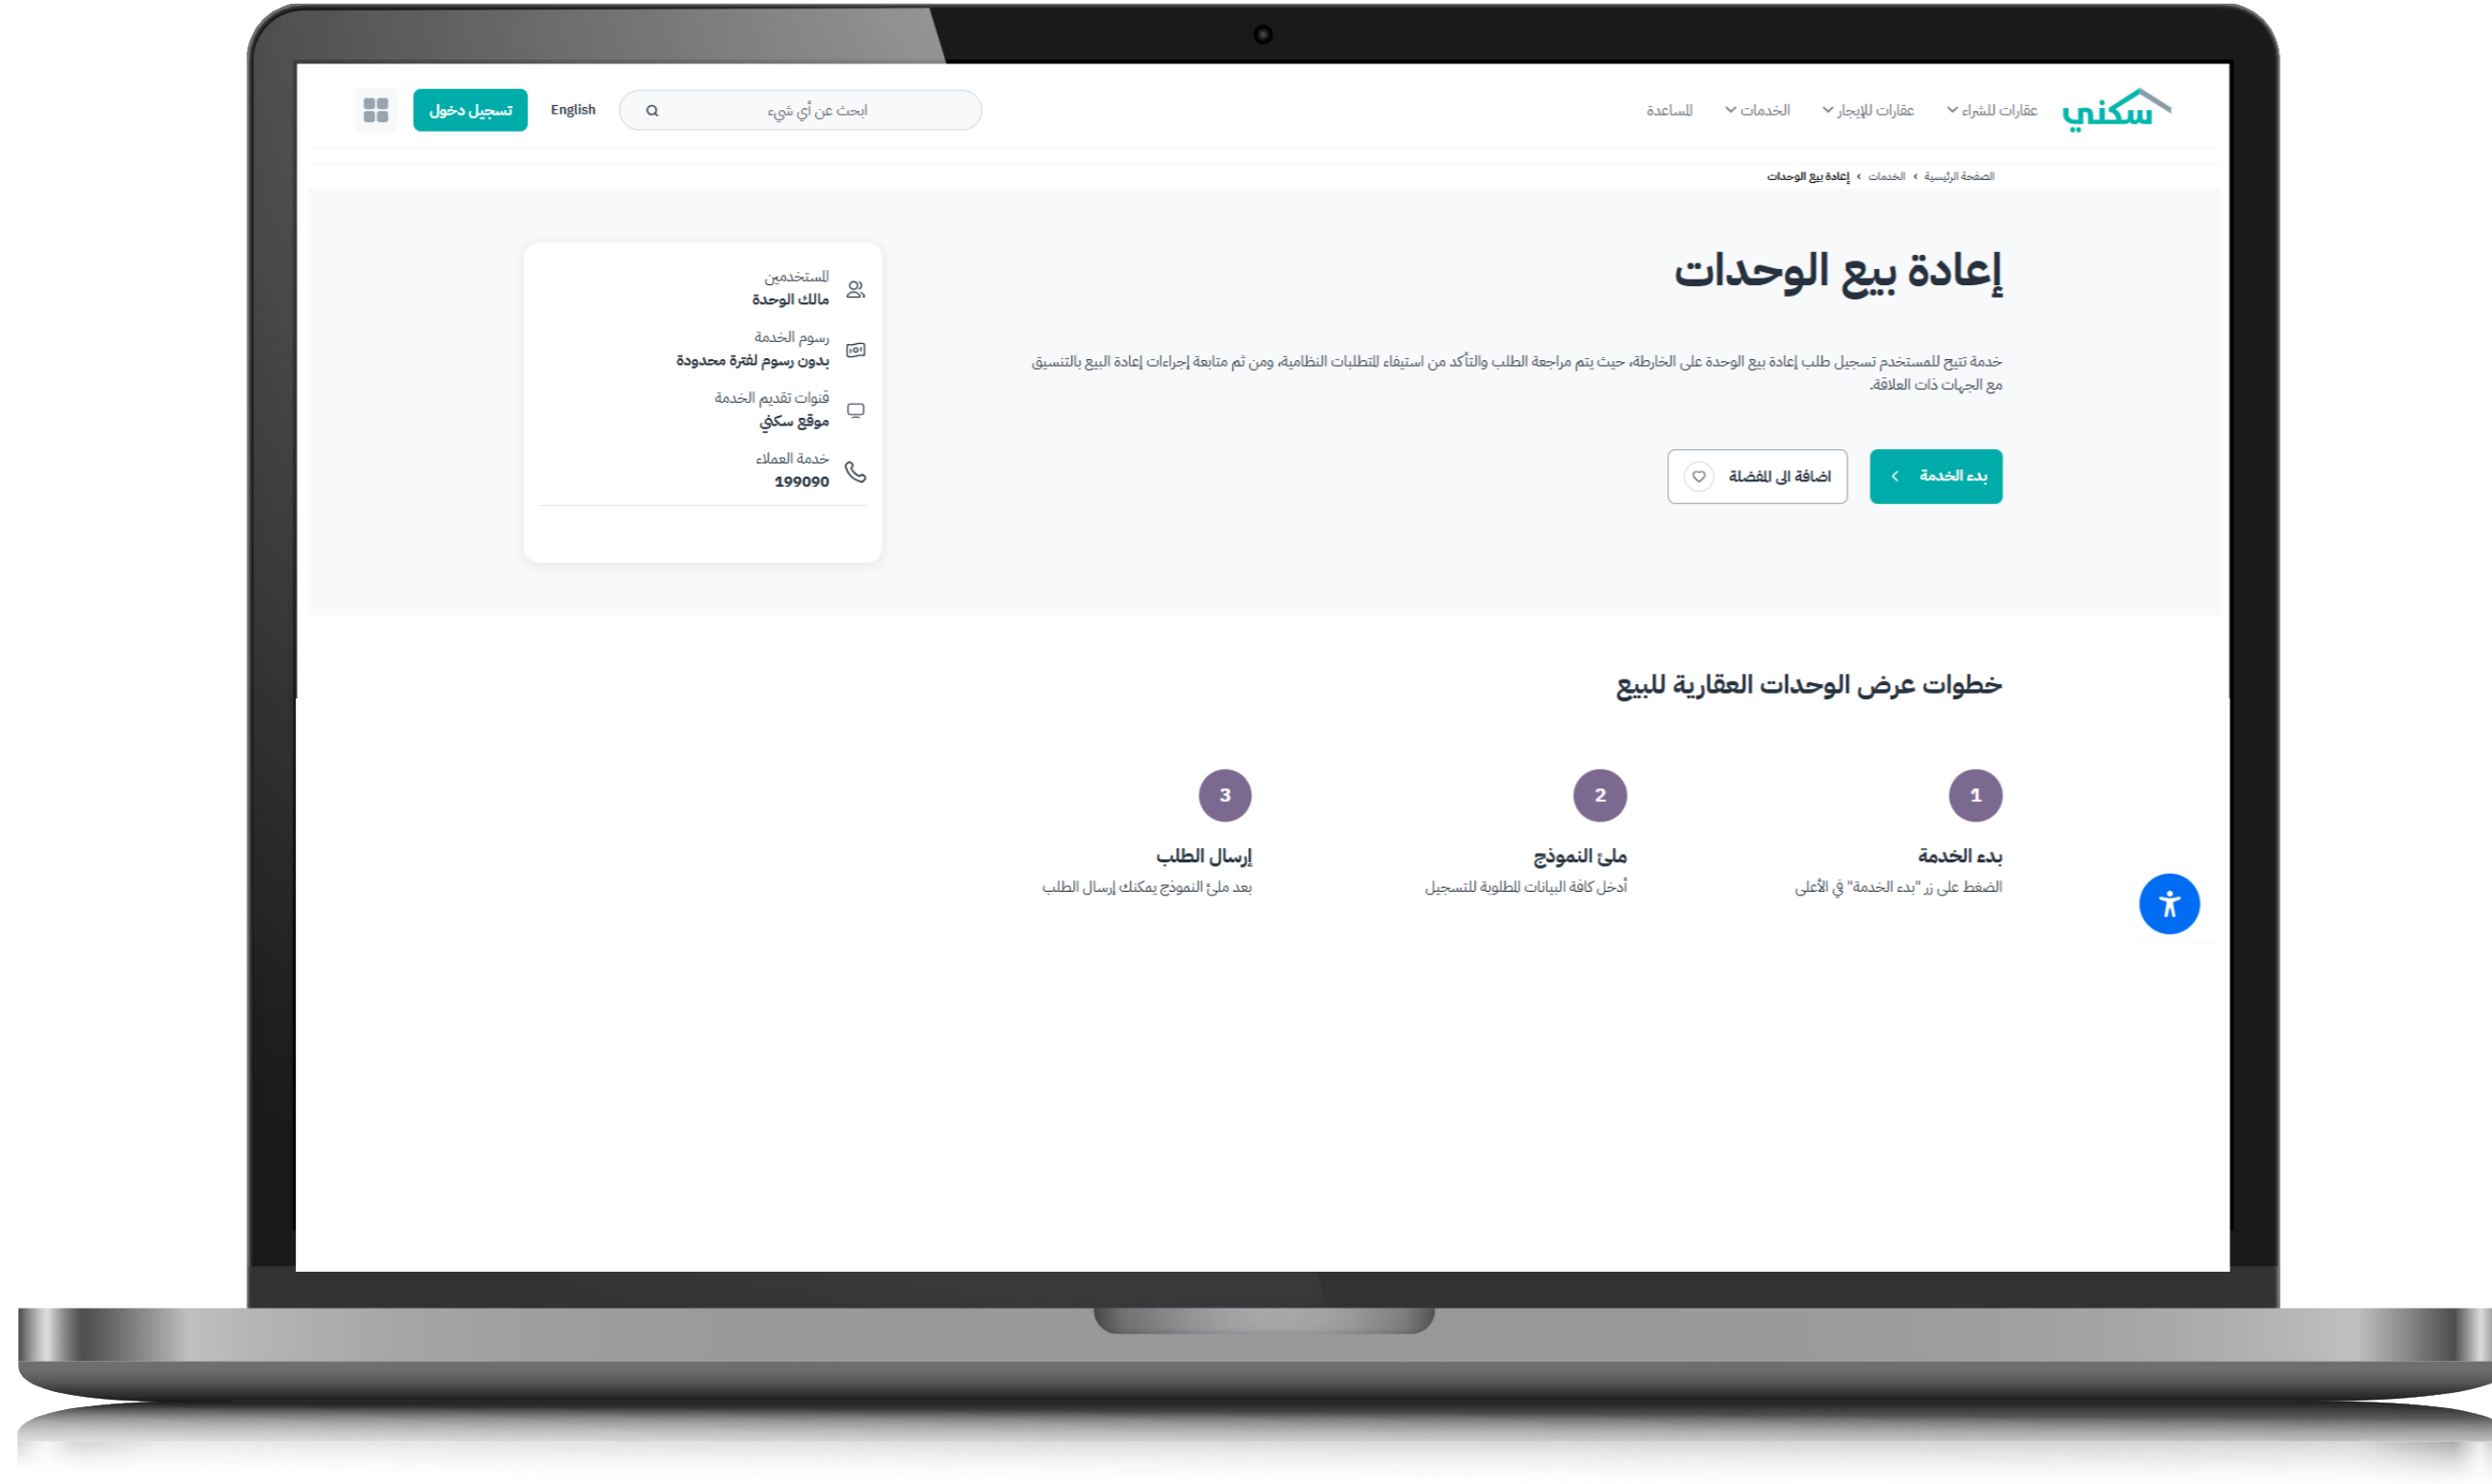 سكني
عقارات للشراء
عقارات للإيجار
الخدمات
المساعدة
ابحث عن أي شيء
English
تسجيل دخول
الصفحة الرئيسية › الخدمات › إعادة بيع الوحدات
إعادة بيع الوحدات
خدمة تتيح للمستخدم تسجيل طلب إعادة بيع الوحدة على الخارطة، حيث يتم مراجعة الطلب والتأكد من استيفاء المتطلبات النظامية، ومن ثم متابعة إجراءات إعادة البيع بالتنسيق
مع الجهات ذات العلاقة.
بدء الخدمة
اضافة الى المفضلة
المستخدمين
مالك الوحدة
رسوم الخدمة
بدون رسوم لفترة محدودة
قنوات تقديم الخدمة
موقع سكني
خدمة العملاء
199090
خطوات عرض الوحدات العقارية للبيع
1
بدء الخدمة
الضغط على زر "بدء الخدمة" في الأعلى
2
ملئ النموذج
أدخل كافة البيانات المطلوبة للتسجيل
3
إرسال الطلب
بعد ملئ النموذج يمكنك إرسال الطلب